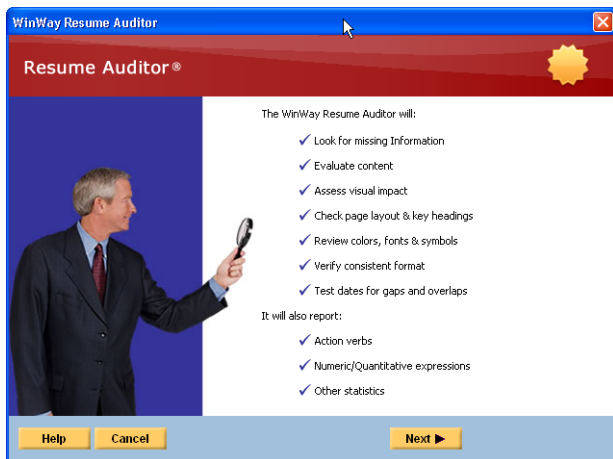 WinWay Resume Auditor
Resume Auditor®
The WinWay Resume Auditor will:
Look for missing Information
Evaluate content
Assess visual impact
Check page layout & key headings
Review colors, fonts & symbols
Verify consistent format
Test dates for gaps and overlaps
It will also report:
Action verbs
Numeric/Quantitative expressions
Other statistics
Help Cancel Next